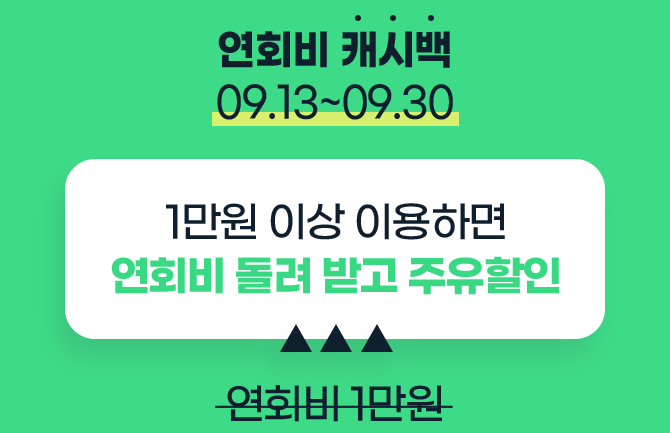 연회비 캐시백
09.13~09.30
1만원 이상 이용하면
연회비 돌려 받고 주유할인
연회비 1만원